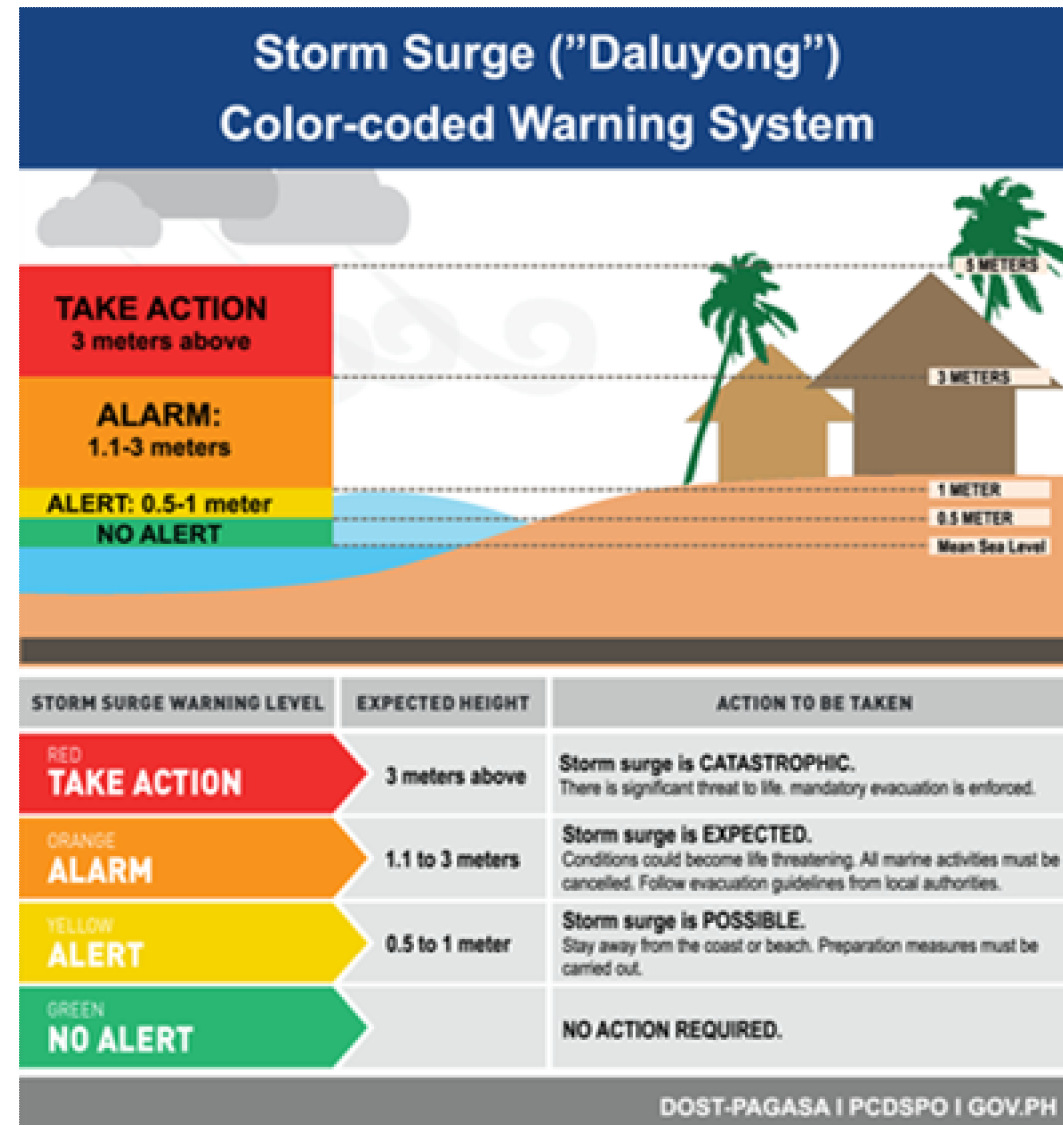 Storm Surge (”Daluyong”)
Color-coded Warning System
5 METERS
TAKE ACTION
3 meters above
3 METERS
ALARM:
1.1-3 meters
1 METER
ALERT: 0.5-1 meter
0.5 METER
NO ALERT
Mean Sea Level
STORM SURGE WARNING LEVEL EXPECTED HEIGHT ACTION TO BE TAKEN
RED
TAKE ACTION
3 meters above
Storm surge is CATASTROPHIC.
There is significant threat to life. mandatory evacuation is enforced.
ORANGE
ALARM
1.1 to 3 meters
Storm surge is EXPECTED.
Conditions could become life threatening. All marine activities must be
cancelled. Follow evacuation guidelines from local authorities.
YELLOW
ALERT
0.5 to 1 meter
Storm surge is POSSIBLE.
Stay away from the coast or beach. Preparation measures must be
carried out.
GREEN
NO ALERT
NO ACTION REQUIRED.
DOST-PAGASA I PCDSPO I GOV.PH